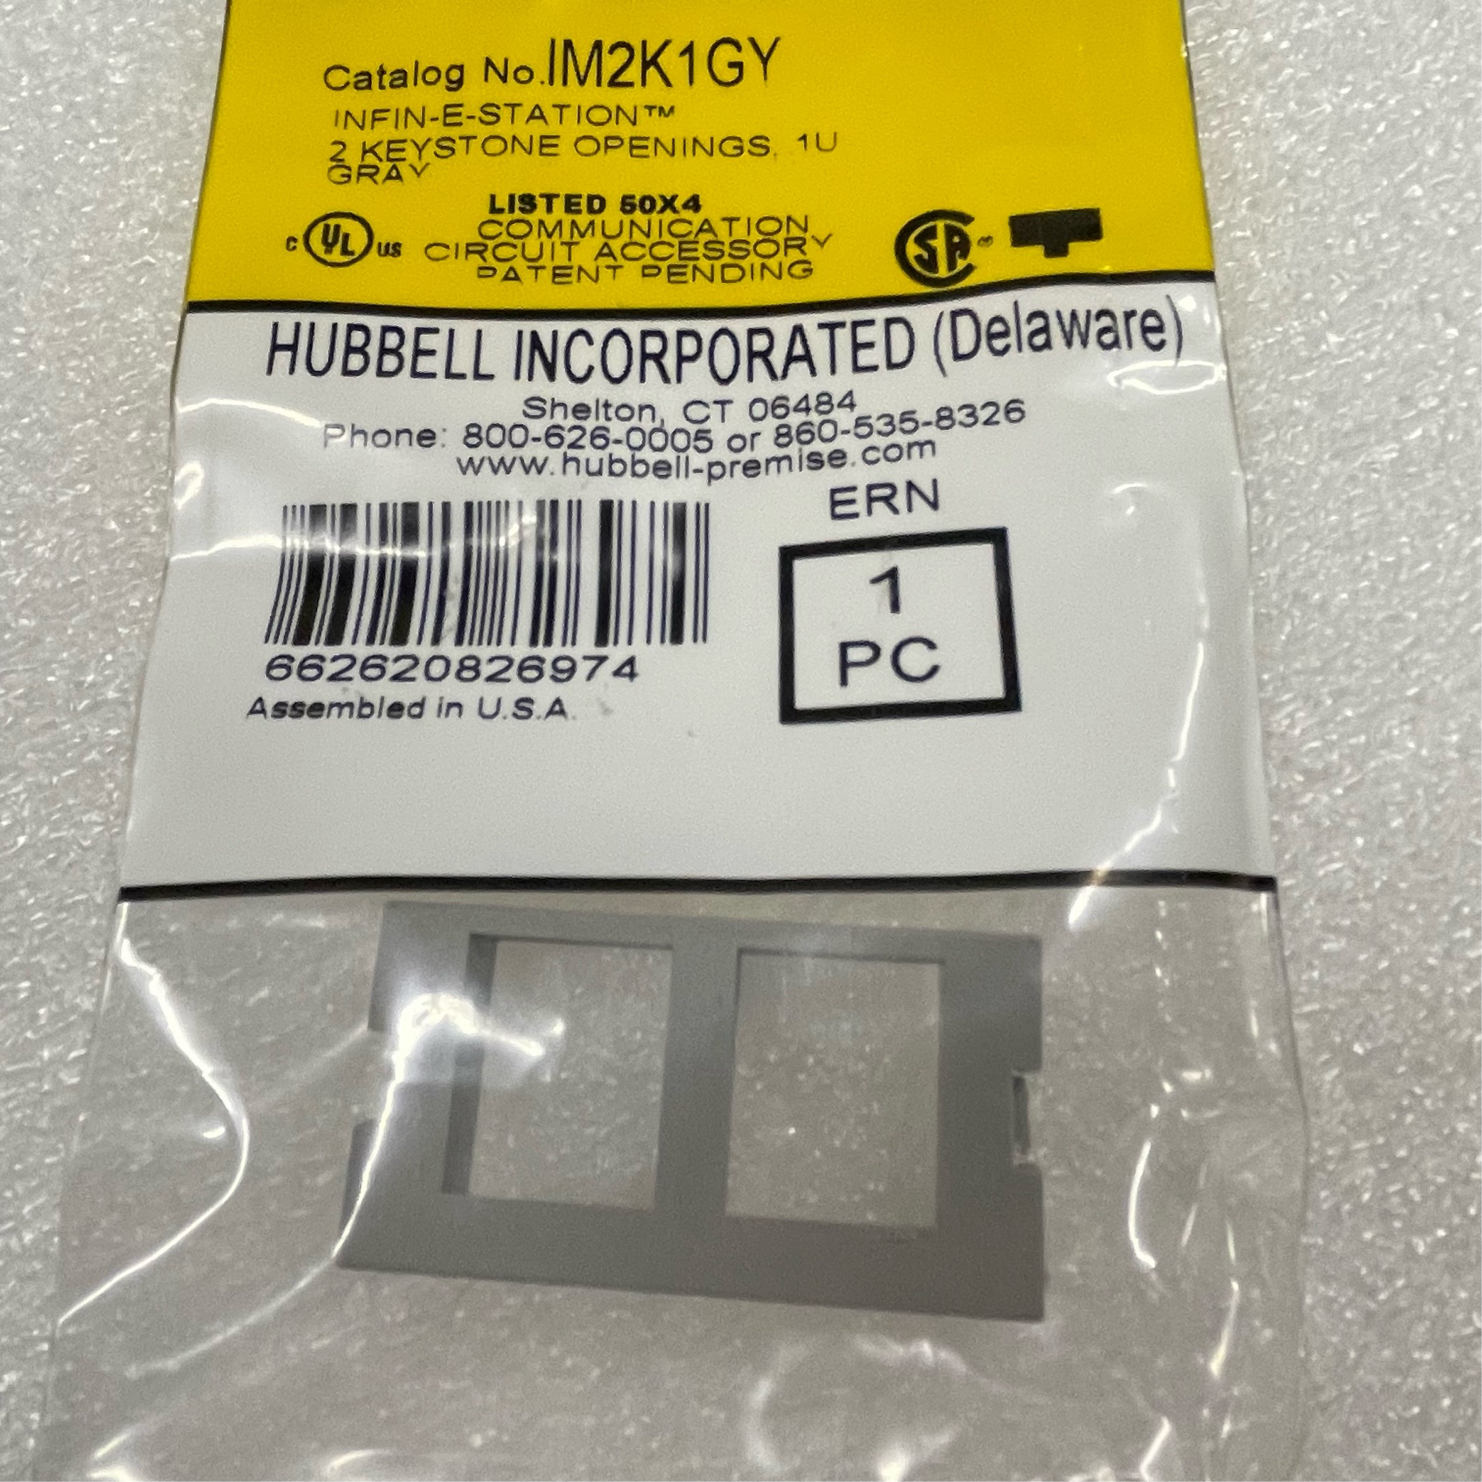 Catalog No. IM2K1GY
INFIN-E-STATION™
2 KEYSTONE OPENINGS, 1U
GRAY
LISTED 50X4
COMMUNICATION
CIRCUIT ACCESSORY
PATENT PENDING
c UL us
SA ®
HUBBELL INCORPORATED (Delaware)
Shelton, CT 06484
Phone: 800-626-0005 or 860-535-8326
www.hubbell-premise.com
ERN
1
PC
662620826974
Assembled in U.S.A.